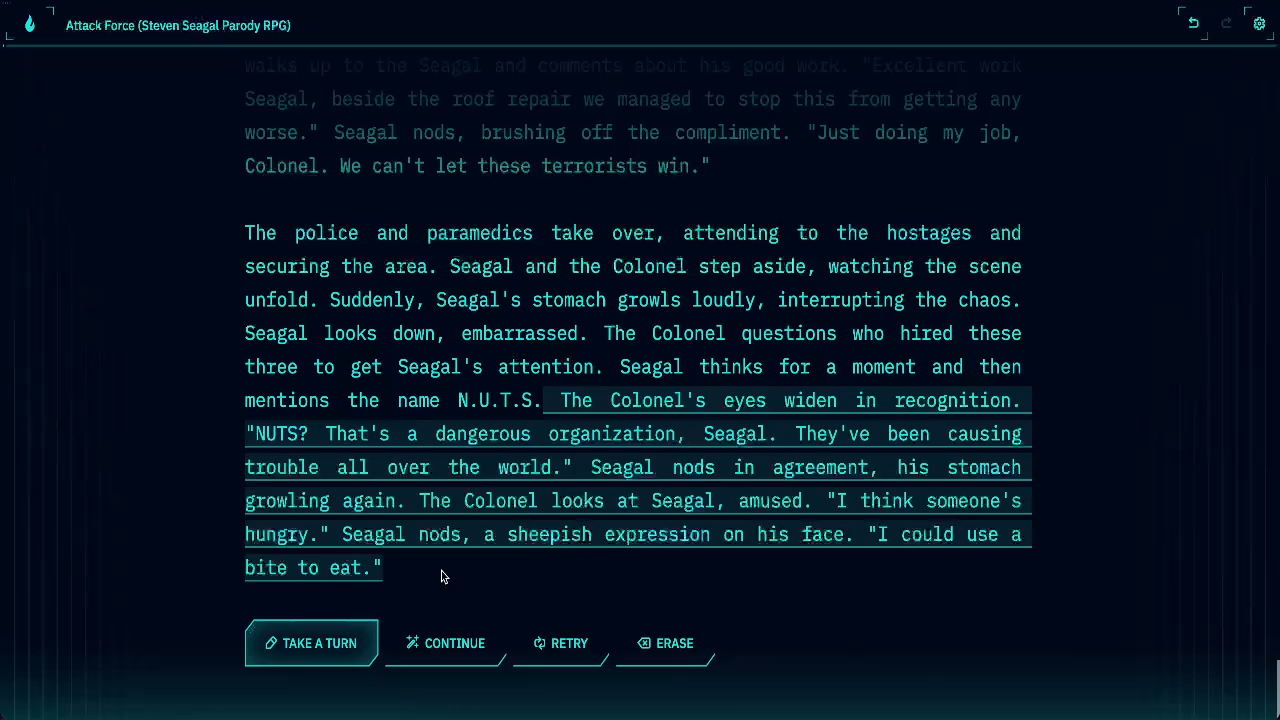 Attack Force (Steven Seagal Parody RPG)
walks up to the Seagal and comments about his good work. "Excellent work
Seagal, beside the roof repair we managed to stop this from getting any
worse." Seagal nods, brushing off the compliment. "Just doing my job,
Colonel. We can't let these terrorists win."
The police and paramedics take over, attending to the hostages and
securing the area. Seagal and the Colonel step aside, watching the scene
unfold. Suddenly, Seagal's stomach growls loudly, interrupting the chaos.
Seagal looks down, embarrassed. The Colonel questions who hired these
three to get Seagal's attention. Seagal thinks for a moment and then
mentions the name N.U.T.S. The Colonel's eyes widen in recognition.
"NUTS? That's a dangerous organization, Seagal. They've been causing
trouble all over the world." Seagal nods in agreement, his stomach
growling again. The Colonel looks at Seagal, amused. "I think someone's
hungry." Seagal nods, a sheepish expression on his face. "I could use a
bite to eat."
TAKE A TURN CONTINUE RETRY ERASE